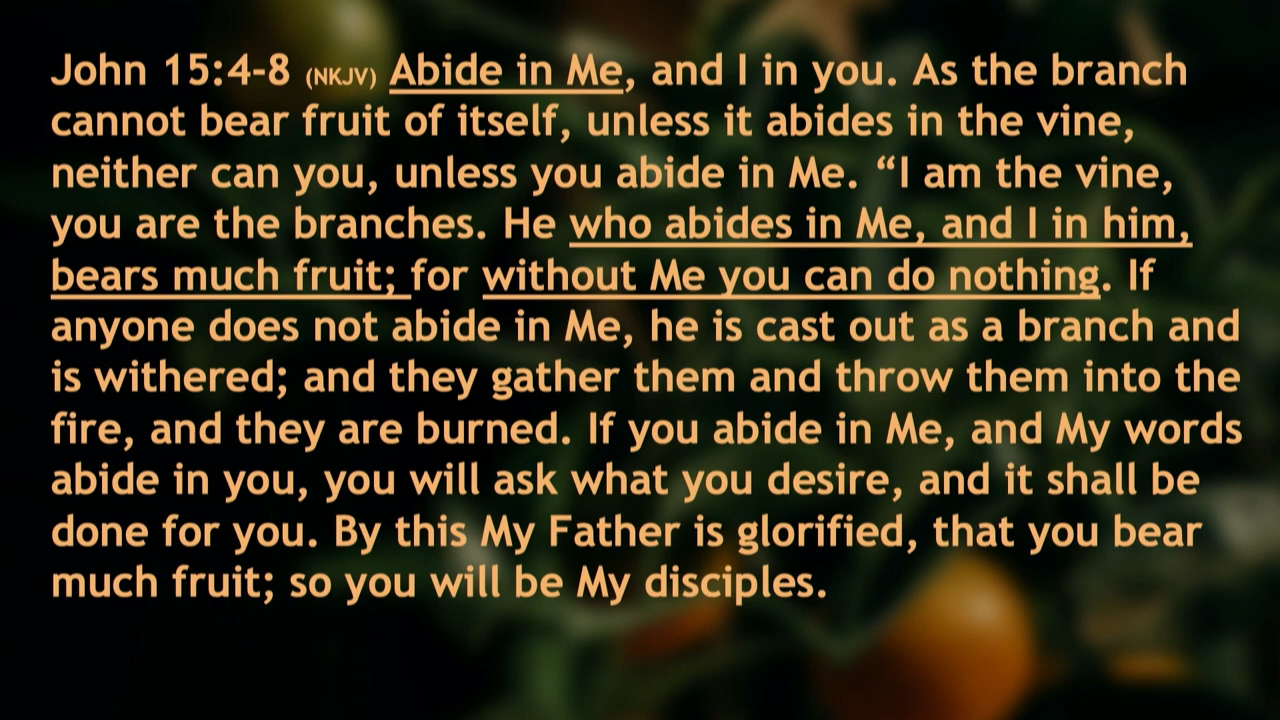 John 15:4-8 (NKJV) Abide in Me, and I in you. As the branch
cannot bear fruit of itself, unless it abides in the vine,
neither can you, unless you abide in Me. “I am the vine,
you are the branches. He who abides in Me, and I in him,
bears much fruit; for without Me you can do nothing. If
anyone does not abide in Me, he is cast out as a branch and
is withered; and they gather them and throw them into the
fire, and they are burned. If you abide in Me, and My words
abide in you, you will ask what you desire, and it shall be
done for you. By this My Father is glorified, that you bear
much fruit; so you will be My disciples.